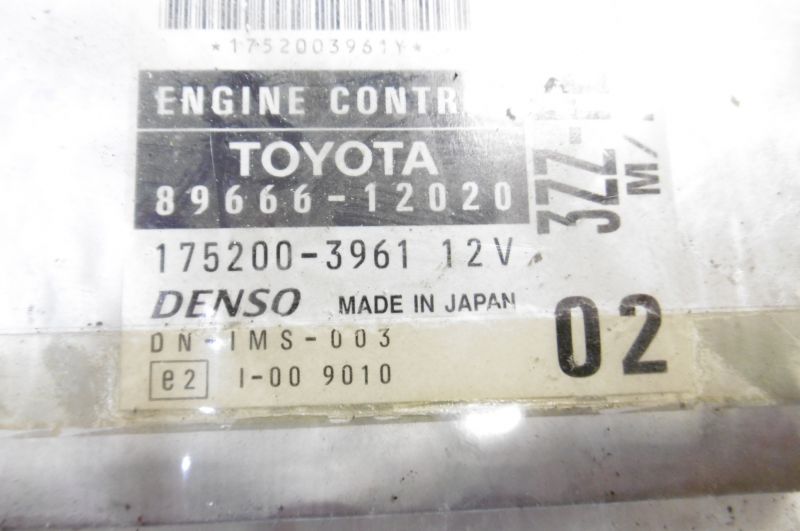 *1752003961Y*
ENGINE CONTR
TOYOTA
89666-12020
175200-3961 12V
DENSO MADE IN JAPAN
DN-IMS-003
e2 I-00 9010
02
3ZZ-
M/